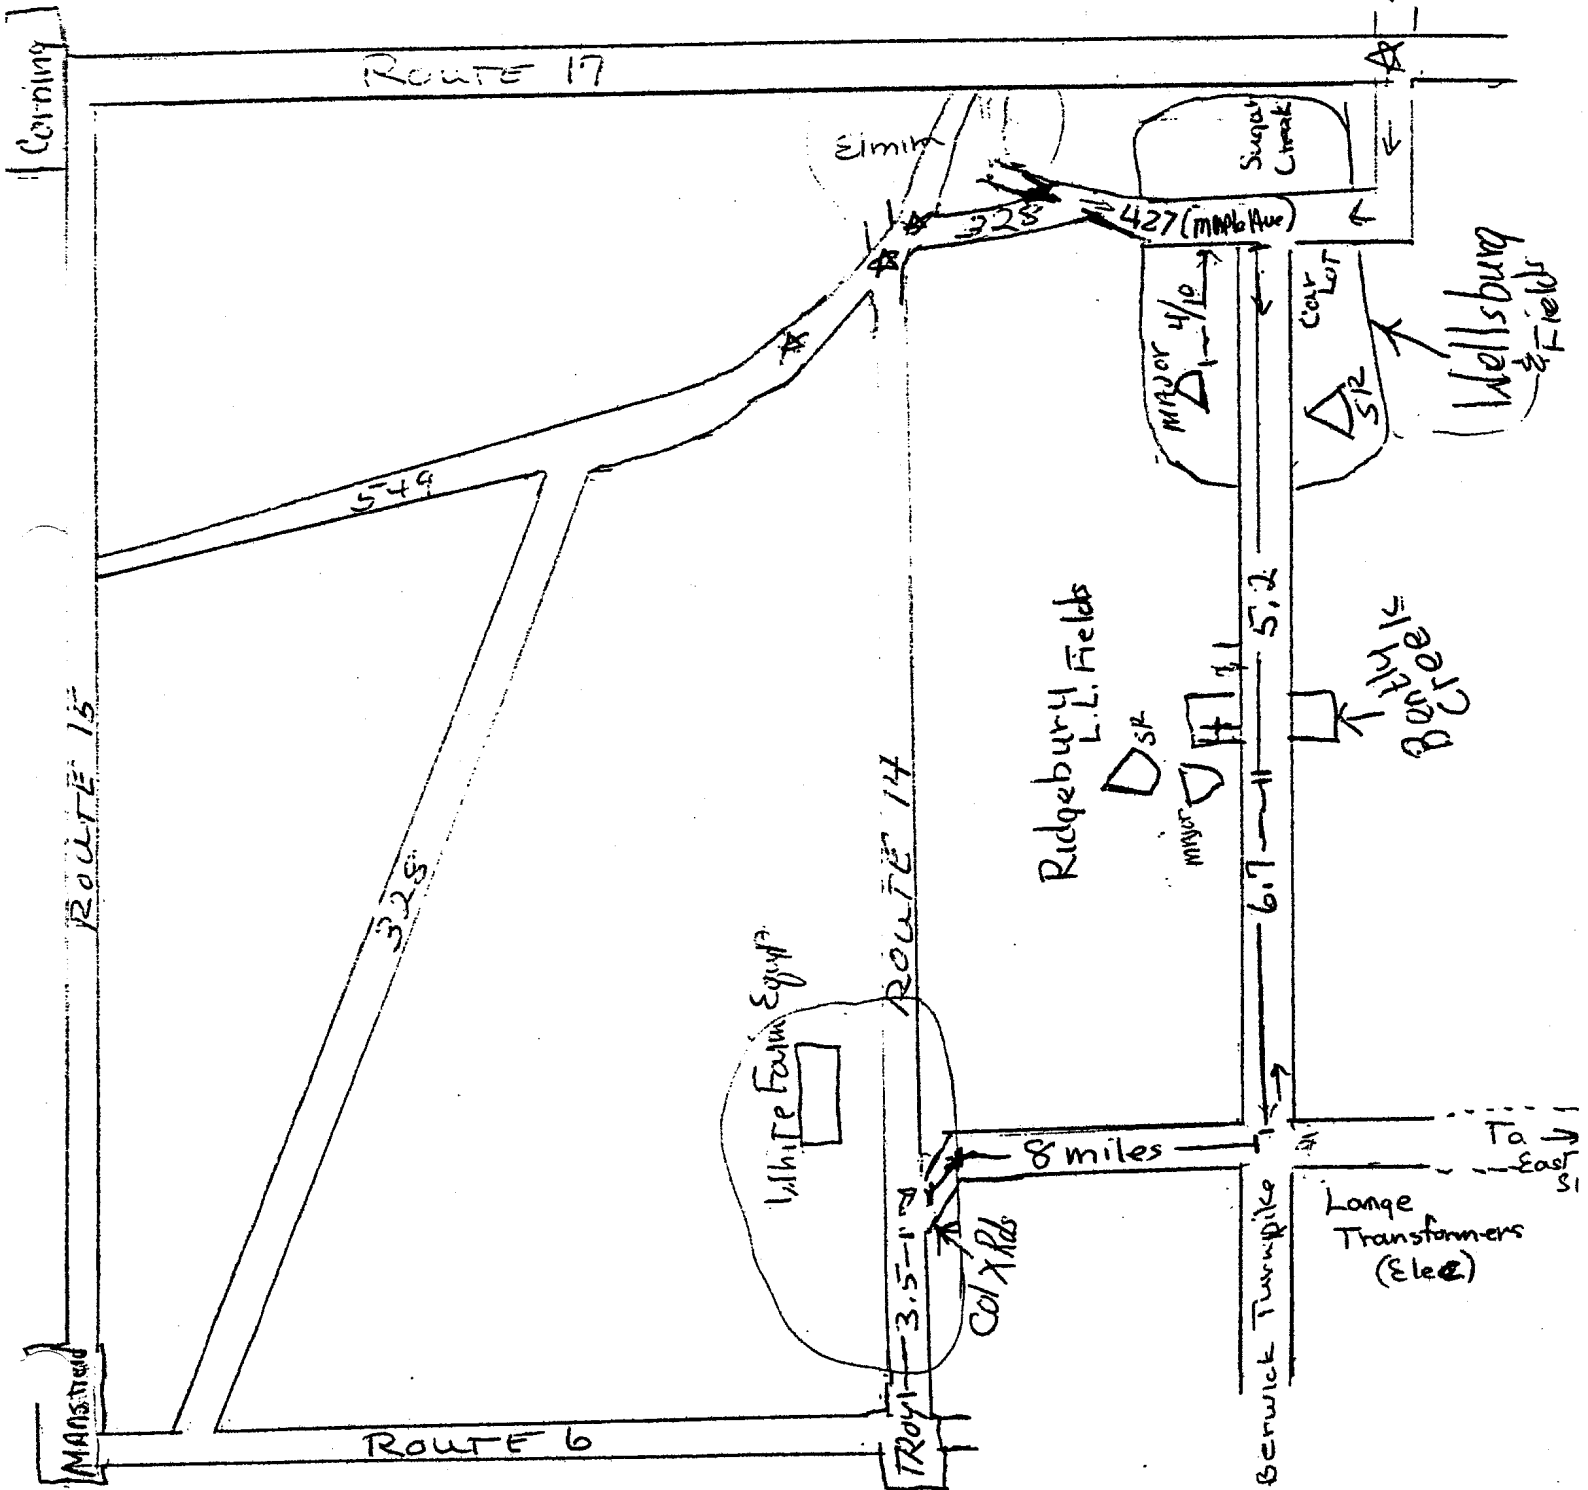 Corning
ROUTE 17
Elmira
Sugar
Creek
328
427 (Maple Ave)
Major
4/10
Car
LOT
SR
Wellsburg
& Fields
549
ROUTE 15
5.2
Ridgebury
L.L. Fields
SR
Major
Bently
Creek
ROUTE 14
328
6.7
White Farm Equip
8 miles
To
East
Lange
Transformers
(Elec)
3.5
Col X Rds
Berwick Turnpike
Mansfield
ROUTE 6
TROY